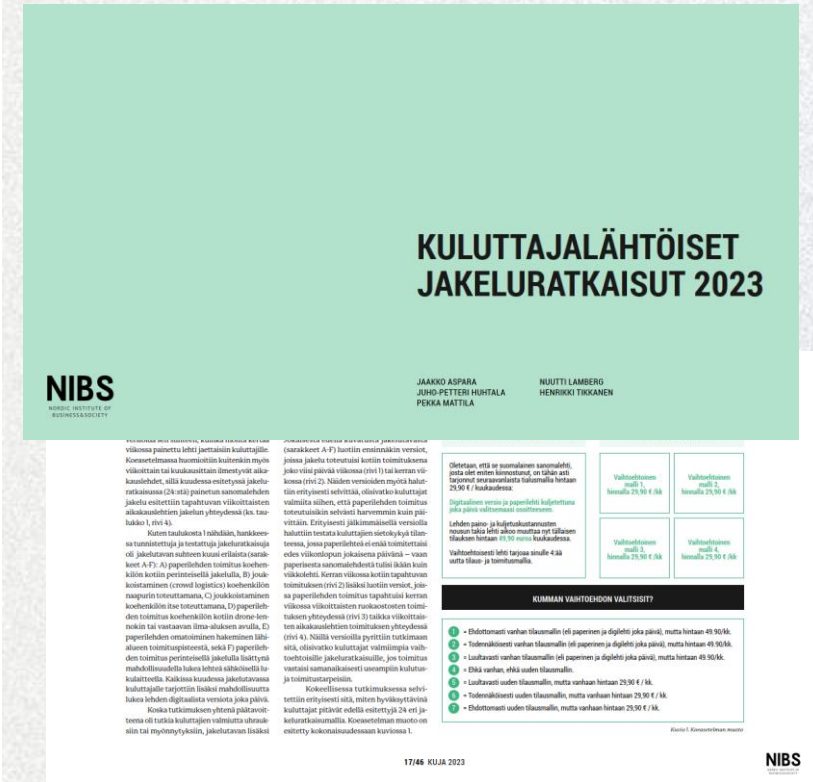 KULUTTAJALÄHTÖISET
JAKELURATKAISUT 2023
NIBS
NORDIC INSTITUTE OF
BUSINESS&SOCIETY
JAAKKO ASPARA
JUHO-PETTERI HUHTALA
PEKKA MATTILA
NUUTTI LAMBERG
HENRIKKI TIKKANEN
viikossa painettu lehti jaettaisiin kuluttajille.
Koeasetelmassa huomioitiin kuitenkin myös
viikoittain tai kuukausittain ilmestyvät aika-
kauslehdet, sillä kuudessa esitetyssä jakelu-
ratkaisussa (24:stä) painetun sanomalehden
jakelu esitettiin tapahtuvan viikoittaisten
aikakauslehtien jakelun yhteydessä (ks. tau-
lukko 1, rivi 4).
Kuten taulukosta 1 nähdään, hankkees-
sa tunnistettuja ja testattuja jakeluratkaisuja
oli jakelutavan suhteen kuusi erilaista (sarak-
keet A-F): A) paperilehden toimitus koehen-
kilön kotiin perinteisellä jakelulla, B) jouk-
koistaminen (crowd logistics) koehenkilön
naapurin toteuttamana, C) joukkoistaminen
koehenkilön itse toteuttamana, D) paperileh-
den toimitus koehenkilön kotiin drone-len-
nokin tai vastaavan ilma-aluksen avulla, E)
paperilehden omatoiminen hakeminen lähi-
alueen toimituspisteestä, sekä F) paperileh-
den toimitus perinteisellä jakelulla lisättynä
mahdollisuudella lukea lehteä sähköisellä lu-
kulaitteella. Kaikissa kuudessa jakelutavassa
kuluttajalle tarjottiin lisäksi mahdollisuutta
lukea lehden digitaalista versiota joka päivä.
Koska tutkimuksen yhtenä päätavoit-
teena oli tutkia kuluttajien valmiutta uhrauk-
siin tai myönnytyksiin, jakelutavan lisäksi
(sarakkeet A-F) luotiin ensinnäkin versiot,
joissa jakelu toteutuisi kotiin toimituksena
joko viisi päivää viikossa (rivi 1) tai kerran vii-
kossa (rivi 2). Näiden versioiden myötä halut-
tiin erityisesti selvittää, olisivatko kuluttajat
valmiita siihen, että paperilehden toimitus
toteutuisikin selvästi harvemmin kuin päi-
vittäin. Erityisesti jälkimmäisellä versiolla
haluttiin testata kuluttajien sietokykyä tilan-
teessa, jossa paperilehteä ei enää toimitettaisi
edes viikonlopun jokaisena päivänä – vaan
paperisesta sanomalehdestä tulisi ikään kuin
viikkolehti. Kerran viikossa kotiin tapahtuvan
toimituksen (rivi 2) lisäksi luotiin versiot, jois-
sa paperilehden toimitus tapahtuisi kerran
viikossa viikoittaisten ruokaostosten toimi-
tuksen yhteydessä (rivi 3) taikka viikoittais-
ten aikakauslehtien toimituksen yhteydessä
(rivi 4). Näillä versioilla pyrittiin tutkimaan
sitä, olisivatko kuluttajat valmiimpia vaih-
toehtoisille jakeluratkaisuille, jos toimitus
vastaisi samanaikaisesti useampiin kulutus-
ja toimitustarpeisiin.
Kokeellisessa tutkimuksessa selvi-
tettiin erityisesti sitä, miten hyväksyttävinä
kuluttajat pitävät edellä esitettyjä 24 eri ja-
keluratkaisumallia. Koeasetelman muoto on
esitetty kokonaisuudessaan kuviossa 1.
Oletetaan, että se suomalainen sanomalehti,
josta olet eniten kiinnostunut, on tähän asti
tarjonnut seuraavanlaista tialusmallia hintaan
29,90 € / kuukaudessa:
Digitaalinen versio ja paperilehti kuljetettuna
joka päivä valitsemaasi osoitteeseen.
Lehden paino- ja kuljetuskustannusten
nousun takia lehti aikoo muuttaa nyt tällaisen
tilauksen hintaan 49,90 euroa kuukaudessa.
Vaihtoehtoisesti lehti tarjoaa sinulle 4:ää
uutta tilaus- ja toimitusmallia.
Vaihtoehtoinen
malli 1,
hinnalla 29,90 € /kk
Vaihtoehtoinen
malli 2,
hinnalla 29,90 € /kk
Vaihtoehtoinen
malli 3,
hinnalla 29,90 € /kk
Vaihtoehtoinen
malli 4,
hinnalla 29,90 € /kk
KUMMAN VAIHTOEHDON VALITSISIT?
1 = Ehdottomasti vanhan tilausmallin (eli paperinen ja digilehti joka päivä), mutta hintaan 49.90/kk.
2 = Todennäköisesti vanhan tilausmallin (eli paperinen ja digilehti joka päivä), mutta hintaan 49.90/kk.
3 = Luultavasti vanhan tilausmallin (eli paperinen ja digilehti joka päivä), mutta hintaan 49.90/kk.
4 = Ehkä vanhan, ehkä uuden tilausmallin.
5 = Luultavasti uuden tilausmallin, mutta vanhaan hintaan 29,90 € / kk.
6 = Todennäköisesti uuden tilausmallin, mutta vanhaan hintaan 29,90 € / kk.
7 = Ehdottomasti uuden tilausmallin, mutta vanhaan hintaan 29,90 € / kk.
Kuvio 1. Koeasetelman muoto
17/46 KUJA 2023
NIBS